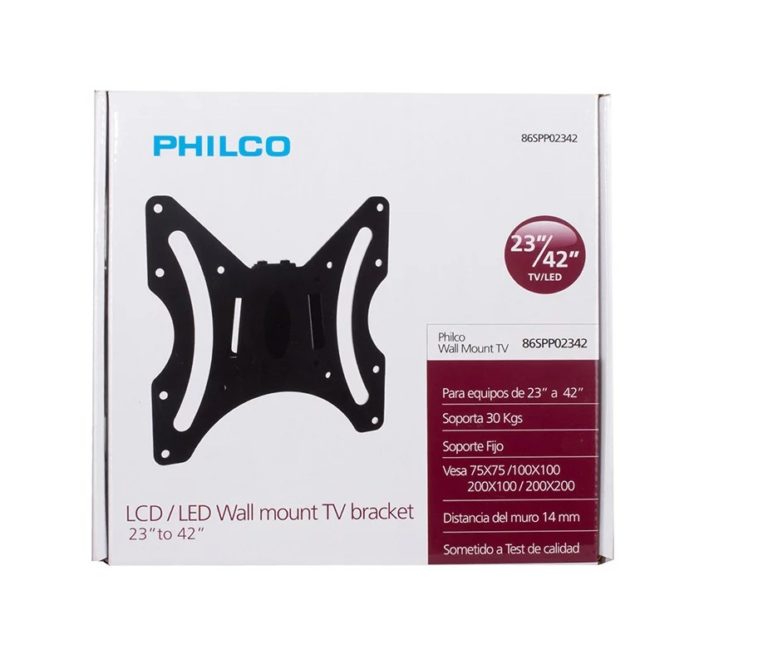 PHILCO
86SPP02342
23"/42"
TV/LED
Philco
Wall Mount TV 86SPP02342
Para equipos de 23" a 42"
Soporta 30 Kgs
Soporte Fijo
Vesa 75X75 /100X100
200X100 / 200X200
Distancia del muro 14 mm
Sometido a Test de calidad
LCD / LED Wall mount TV bracket
23" to 42"